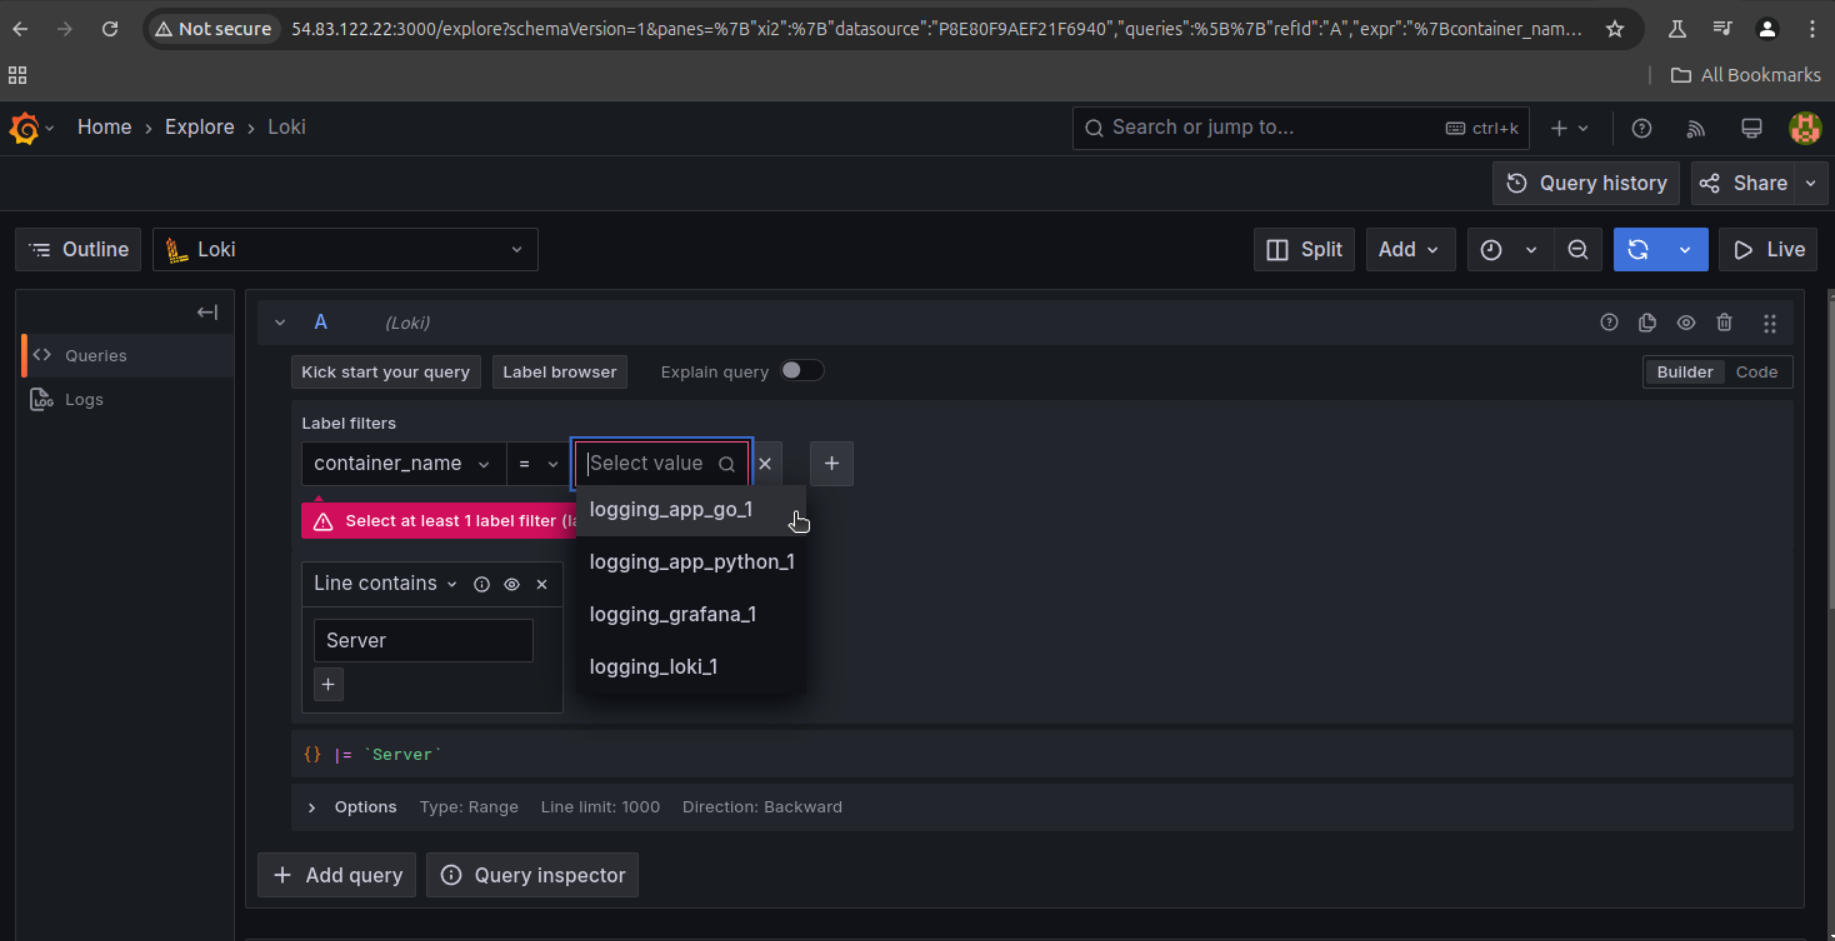 Not secure 54.83.122.22:3000/explore?schemaVersion=1&panes=%7B"xi2":%7B"datasource":"P8E80F9AEF21F6940","queries":%5B%7B"refId":"A","expr":"%7Bcontainer_nam...
All Bookmarks
Home › Explore › Loki
Search or jump to... ctrl+k
Query history Share
Outline Loki Split Add Live
A (Loki)
Queries
Kick start your query Label browser Explain query Builder Code
Logs
Label filters
container_name = Select value
logging_app_go_1
Select at least 1 label filter (la
logging_app_python_1
Line contains
logging_grafana_1
Server
logging_loki_1
{} |= `Server`
Options Type: Range Line limit: 1000 Direction: Backward
Add query Query inspector